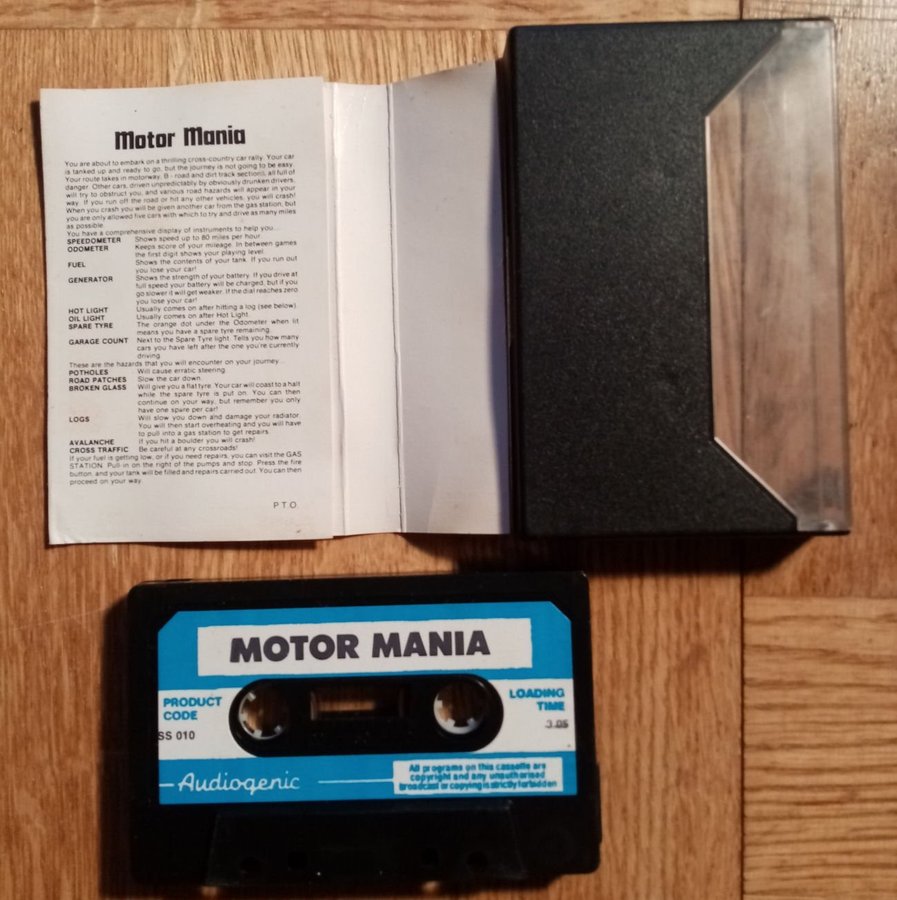 Motor Mania
You are about to embark on a thrilling cross-country car rally. Your car
is tanked up and ready to go, but the journey is not going to be easy.
Your route takes in motorway, B - road and dirt track sections, all full of
danger. Other cars, driven unpredictably by obviously drunken drivers,
will try to obstruct you, and various road hazards will appear in your
way. If you run off the road or hit any other vehicles, you will crash!
When you crash you will be given another car from the gas station, but
you are only allowed five cars with which to try and drive as many miles
as possible.
You have a comprehensive display of instruments to help you...
SPEEDOMETER Shows speed up to 80 miles per hour.
ODOMETER Keeps score of your mileage. In between games
the first digit shows your playing level.
FUEL Shows the contents of your tank. If you run out
you lose your car!
GENERATOR Shows the strength of your battery. If you drive at
full speed your battery will be charged, but if you
go slower it will get weaker. If the dial reaches zero
you lose your car!
HOT LIGHT Usually comes on after hitting a log (see below).
OIL LIGHT Usually comes on after Hot Light.
SPARE TYRE The orange dot under the Odometer when lit
means you have a spare tyre remaining.
GARAGE COUNT Next to the Spare Tyre light. Tells you how many
cars you have left after the one you're currently
driving.
These are the hazards that you will encounter on your journey...
POTHOLES Will cause erratic steering.
ROAD PATCHES Slow the car down.
BROKEN GLASS Will give you a flat tyre. Your car will coast to a halt
while the spare tyre is put on. You can then
continue on your way, but remember you only
have one spare per car!
LOGS Will slow you down and damage your radiator.
You will then start overheating and you will have
to pull into a gas station to get repairs.
AVALANCHE If you hit a boulder you will crash!
CROSS TRAFFIC Be careful at any crossroads!
If your fuel is getting low, or if you need repairs, you can visit the GAS
STATION. Pull in on the right of the pumps and stop. Press the fire
button, and your tank will be filled and repairs carried out. You can then
proceed on your way.
P.T.O.
MOTOR MANIA
PRODUCT
CODE
SS 010
LOADING
TIME
3.05
Audiogenic
All programs on this cassette are
copyright and any unauthorised
broadcast or copying is strictly forbidden